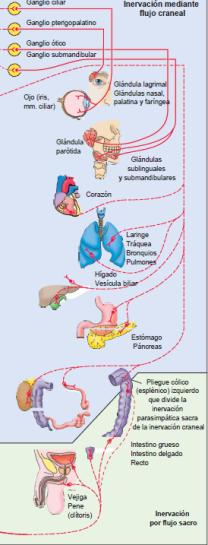 Ganglio ciliar
Inervación mediante
flujo craneal
Ganglio pterigopalatino
Ganglio ótico
Ganglio submandibular
Glándula lagrimal
Glándulas nasal,
palatina y faríngea
Ojo (iris,
mm. ciliar)
Glándula
parótida
Glándulas
sublinguales
y submandibulares
Corazón
Laringe
Tráquea
Bronquios
Pulmones
Hígado
Vesícula biliar
Estómago
Páncreas
Pliegue cólico
(esplénico) izquierdo
que divide la
inervación
parasimpática sacra
de la inervación craneal
Intestino grueso
Intestino delgado
Recto
Vejiga
Pene
(clítoris)
Inervación
por flujo sacro